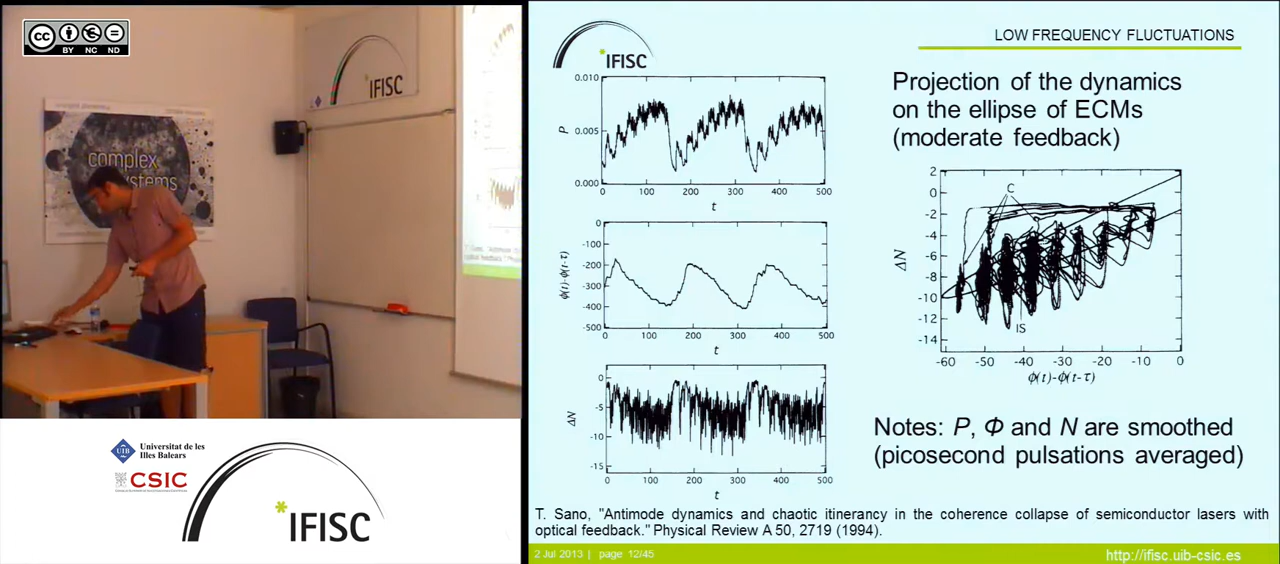 cc
BY NC ND
IFISC
complex
systems
Universitat de les
Illes Balears
UIB
CSIC
IFISC
IFISC
LOW FREQUENCY FLUCTUATIONS
Projection of the dynamics
on the ellipse of ECMs
(moderate feedback)
0.010
0.005
0.000
P
0 100 200 300 400 500
t
0
-100
-200
-300
-400
-500
ϕ(t)-ϕ(t-τ)
0 100 200 300 400 500
t
0
-5
-10
-15
ΔN
0 100 200 300 400 500
t
2
0
-2
-4
-6
-8
-10
-12
-14
ΔN
C
IS
-60 -50 -40 -30 -20 -10 0
ϕ(t)-ϕ(t-τ)
Notes: P, Φ and N are smoothed
(picosecond pulsations averaged)
T. Sano, "Antimode dynamics and chaotic itinerancy in the coherence collapse of semiconductor lasers with
optical feedback." Physical Review A 50, 2719 (1994).
2 Jul 2013 | page 12/45
http://ifisc.uib-csic.es